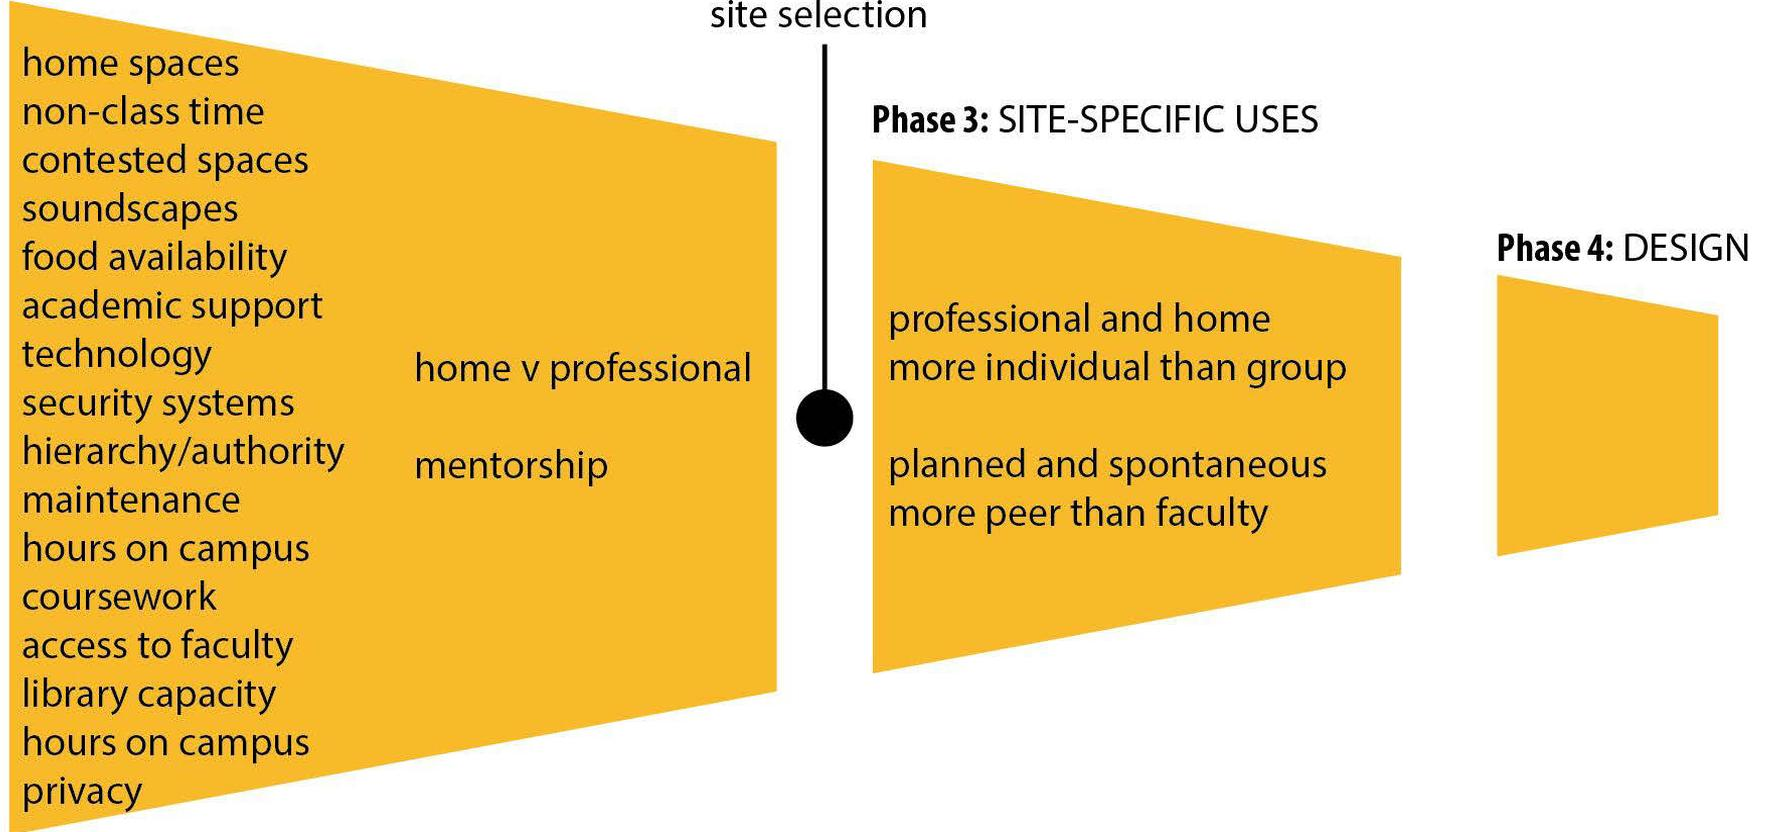 site selection
home spaces
non-class time
contested spaces
soundscapes
food availability
academic support
technology
security systems
hierarchy/authority
maintenance
hours on campus
coursework
access to faculty
library capacity
hours on campus
privacy
home v professional
mentorship
Phase 3: SITE-SPECIFIC USES
professional and home
more individual than group
planned and spontaneous
more peer than faculty
Phase 4: DESIGN